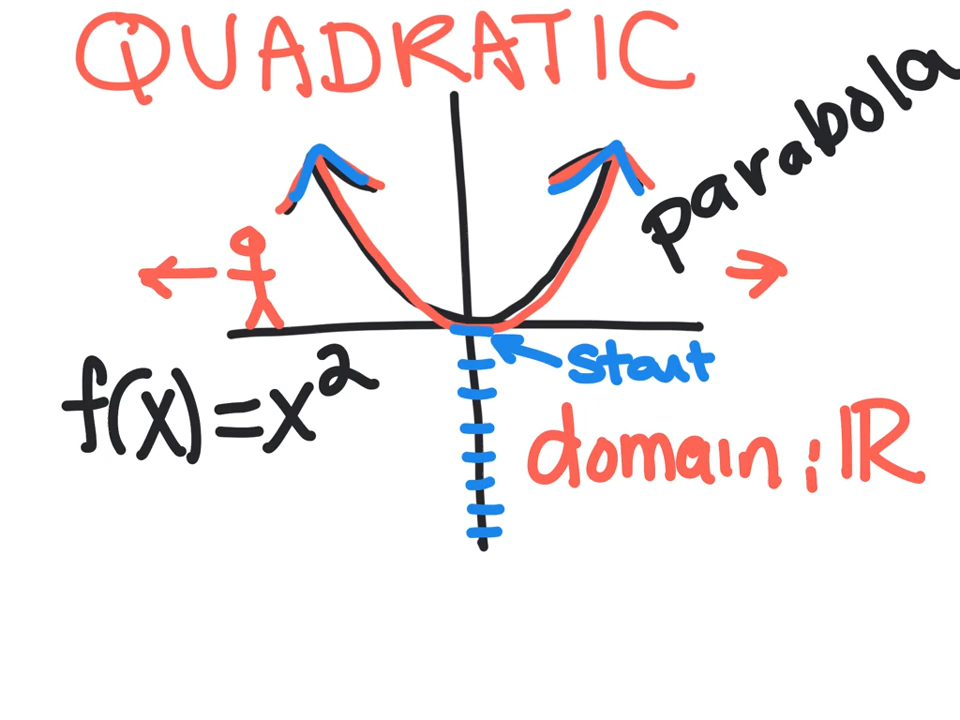 QUADRATIC
parabola
start
f(x)=x²
domain: ℝ